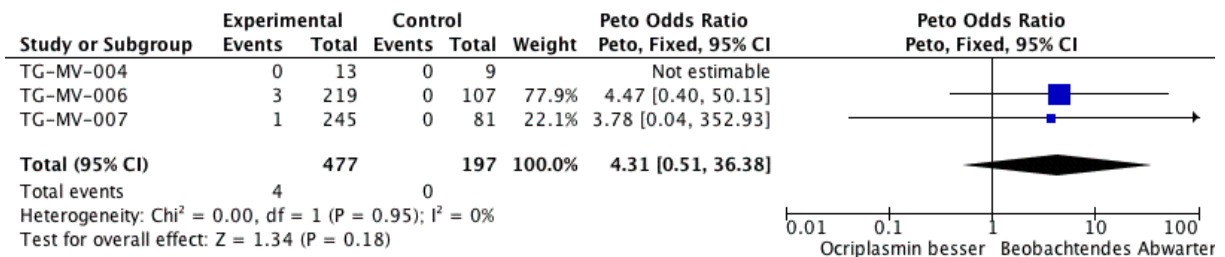 Experimental Control Peto Odds Ratio Peto Odds Ratio
Study or Subgroup Events Total Events Total Weight Peto, Fixed, 95% CI Peto, Fixed, 95% CI
TG-MV-004 0 13 0 9 Not estimable
TG-MV-006 3 219 0 107 77.9% 4.47 [0.40, 50.15]
TG-MV-007 1 245 0 81 22.1% 3.78 [0.04, 352.93]
Total (95% CI) 477 197 100.0% 4.31 [0.51, 36.38]
Total events 4 0
Heterogeneity: Chi² = 0.00, df = 1 (P = 0.95); I² = 0%
Test for overall effect: Z = 1.34 (P = 0.18)
0.01 0.1 1 10 100
Ocriplasmin besser Beobachtendes Abwarter